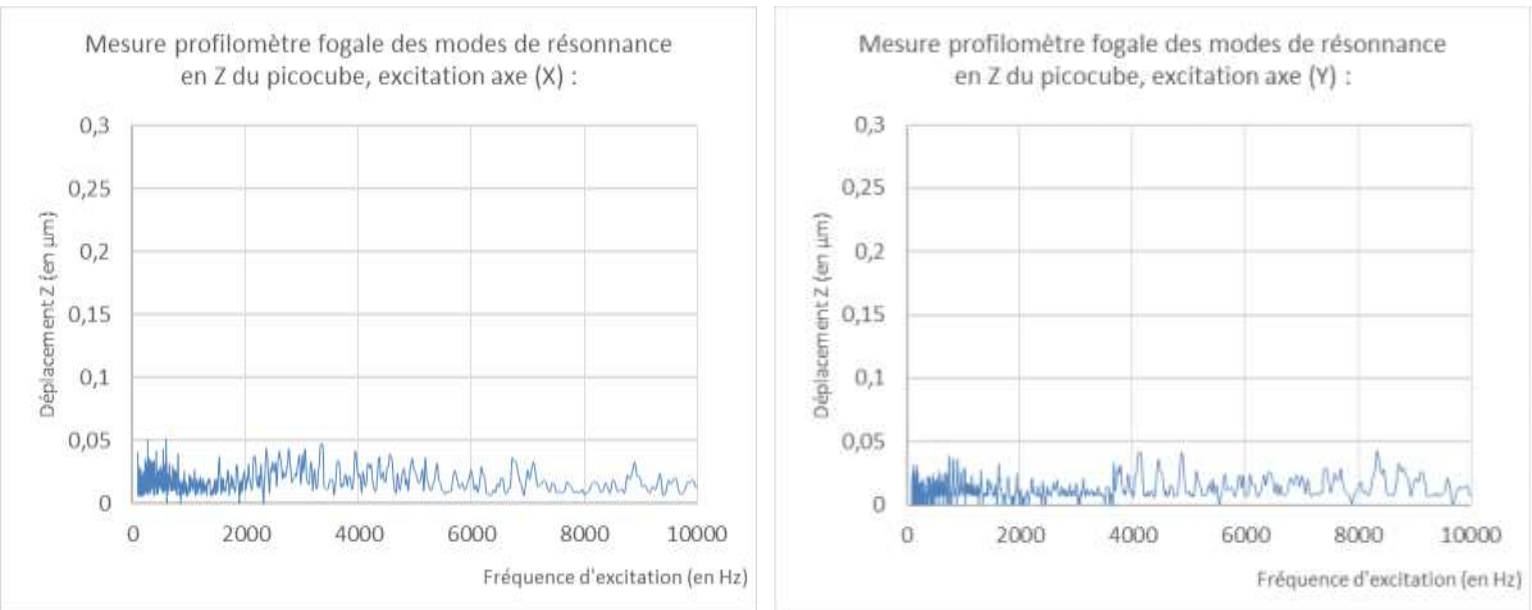 Mesure profilomètre fogale des modes de résonnance
en Z du picocube, excitation axe (X) :
0,3
0,25
0,2
0,15
0,1
0,05
0
Déplacement Z (en µm)
0 2000 4000 6000 8000 10000
Fréquence d'excitation (en Hz)
Mesure profilomètre fogale des modes de résonnance
en Z du picocube, excitation axe (Y) :
0,3
0,25
0,2
0,15
0,1
0,05
0
Déplacement Z (en µm)
0 2000 4000 6000 8000 10000
Fréquence d'excitation (en Hz)